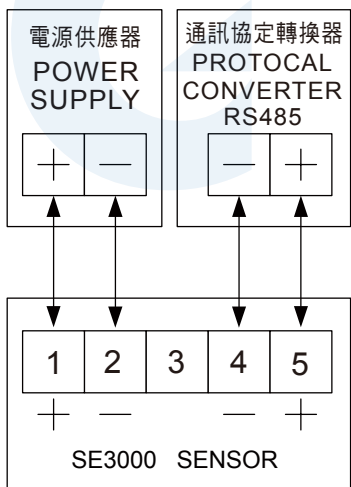 電源供應器
POWER
SUPPLY
+ —
通訊協定轉換器
PROTOCAL
CONVERTER
RS485
— +
1 2 3 4 5
+ — — +
SE3000 SENSOR